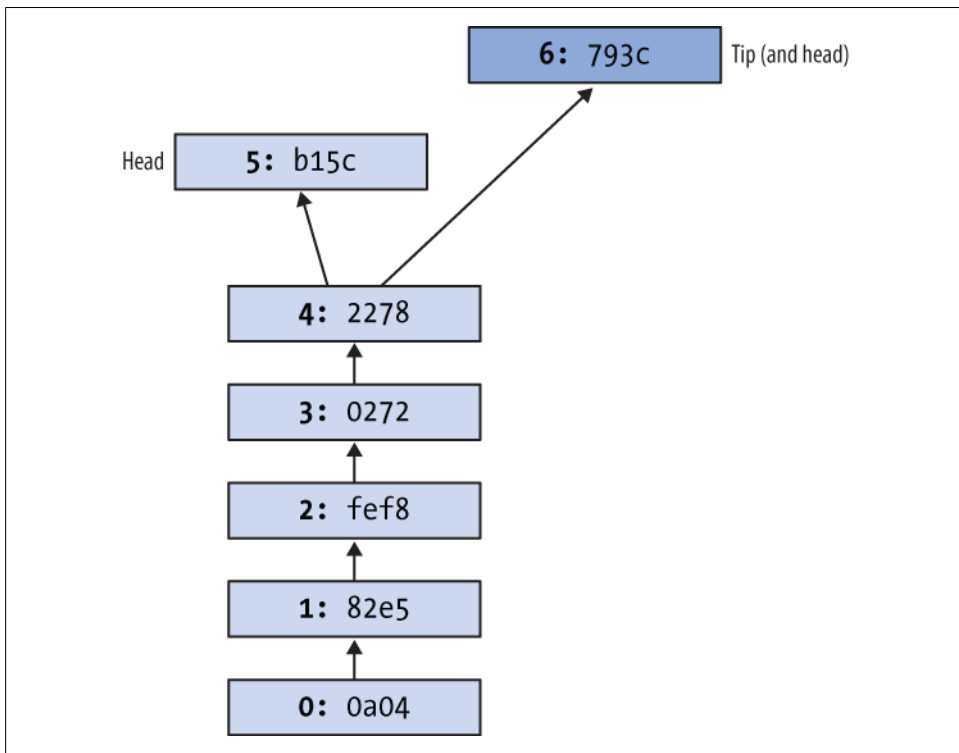 6: 793c
Tip (and head)
Head
5: b15c
4: 2278
3: 0272
2: fef8
1: 82e5
0: 0a04